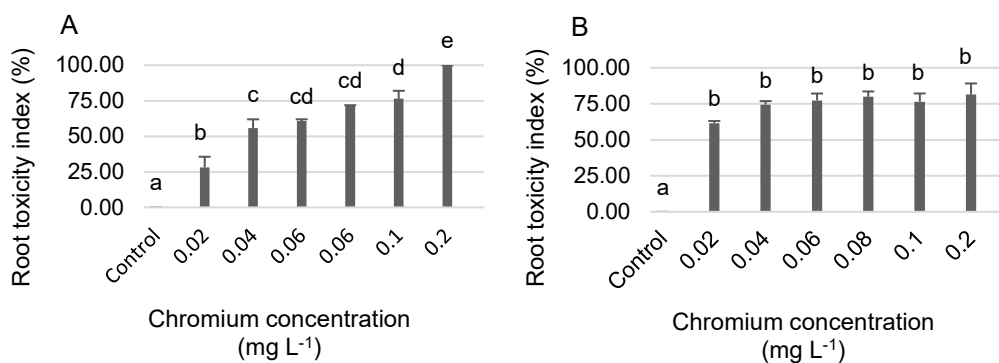 A
Root toxicity index (%)
100.00
75.00
50.00
25.00
0.00
a
b
c
cd
cd
d
e
Control
0.02
0.04
0.06
0.06
0.1
0.2
Chromium concentration
(mg L-1)
B
Root toxicity index (%)
100.00
75.00
50.00
25.00
0.00
a
b
b
b
b
b
b
Control
0.02
0.04
0.06
0.08
0.1
0.2
Chromium concentration
(mg L-1)